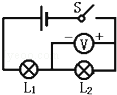 S
− V +
L₁ L₂